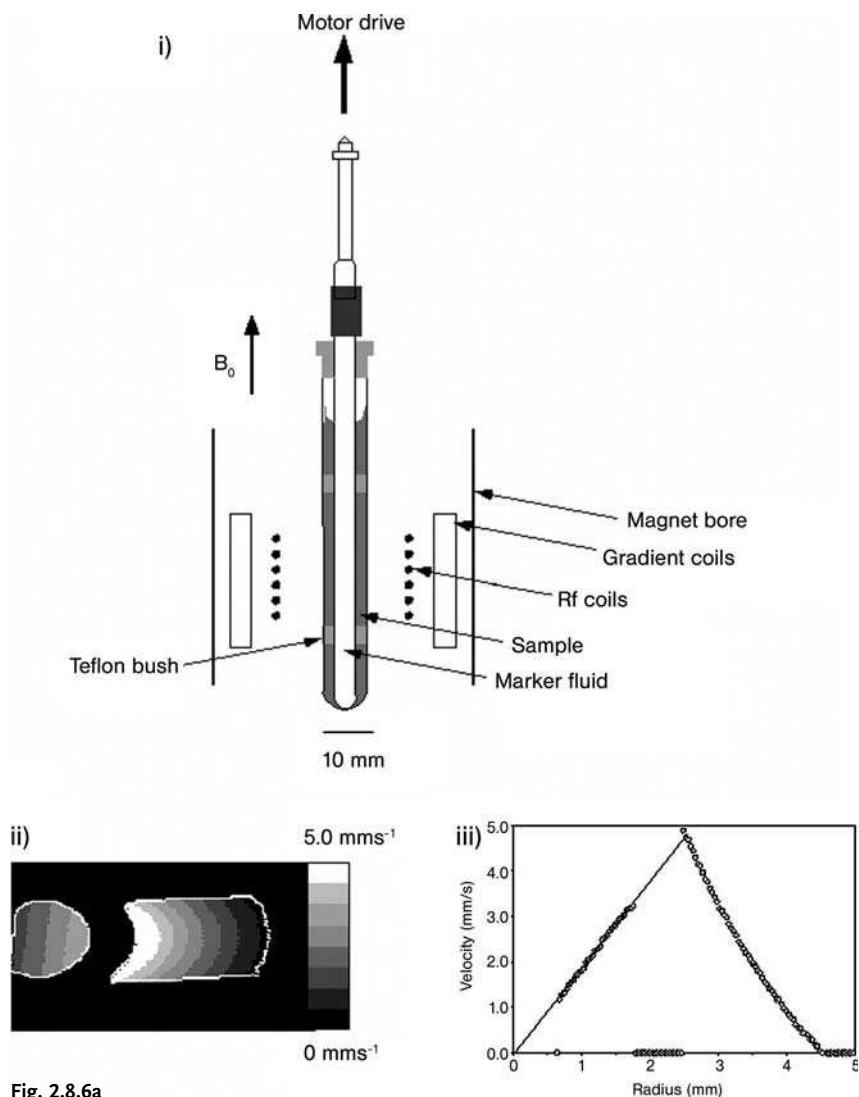 Motor drive
i)
B₀
Magnet bore
Gradient coils
Rf coils
Sample
Teflon bush
Marker fluid
10 mm
ii)
5.0 mms⁻¹
0 mms⁻¹
iii)
5.0
4.0
3.0
2.0
1.0
0.0
Velocity (mm/s)
0 1 2 3 4 5
Radius (mm)
Fig. 2.8.6a